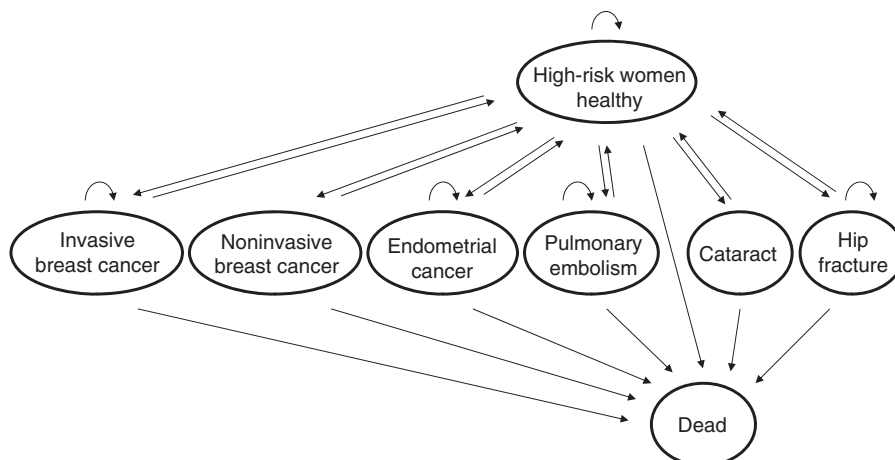 High-risk women
healthy
Invasive
breast cancer
Noninvasive
breast cancer
Endometrial
cancer
Pulmonary
embolism
Cataract
Hip
fracture
Dead